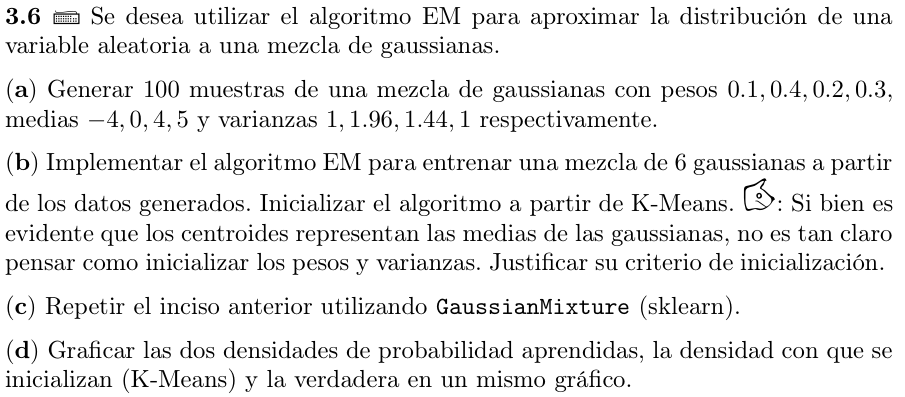 3.6 Se desea utilizar el algoritmo EM para aproximar la distribución de una
variable aleatoria a una mezcla de gaussianas.
(a) Generar 100 muestras de una mezcla de gaussianas con pesos 0.1, 0.4, 0.2, 0.3,
medias −4, 0, 4, 5 y varianzas 1, 1.96, 1.44, 1 respectivamente.
(b) Implementar el algoritmo EM para entrenar una mezcla de 6 gaussianas a partir
de los datos generados. Inicializar el algoritmo a partir de K-Means. : Si bien es
evidente que los centroides representan las medias de las gaussianas, no es tan claro
pensar como inicializar los pesos y varianzas. Justificar su criterio de inicialización.
(c) Repetir el inciso anterior utilizando GaussianMixture (sklearn).
(d) Graficar las dos densidades de probabilidad aprendidas, la densidad con que se
inicializan (K-Means) y la verdadera en un mismo gráfico.